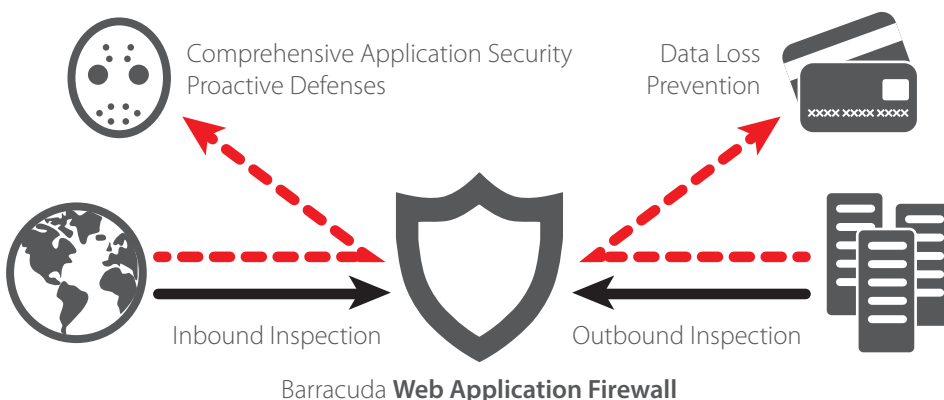 Comprehensive Application Security
Proactive Defenses
Data Loss
Prevention
xxxx xxxx xxxx
Inbound Inspection
Outbound Inspection
Barracuda Web Application Firewall